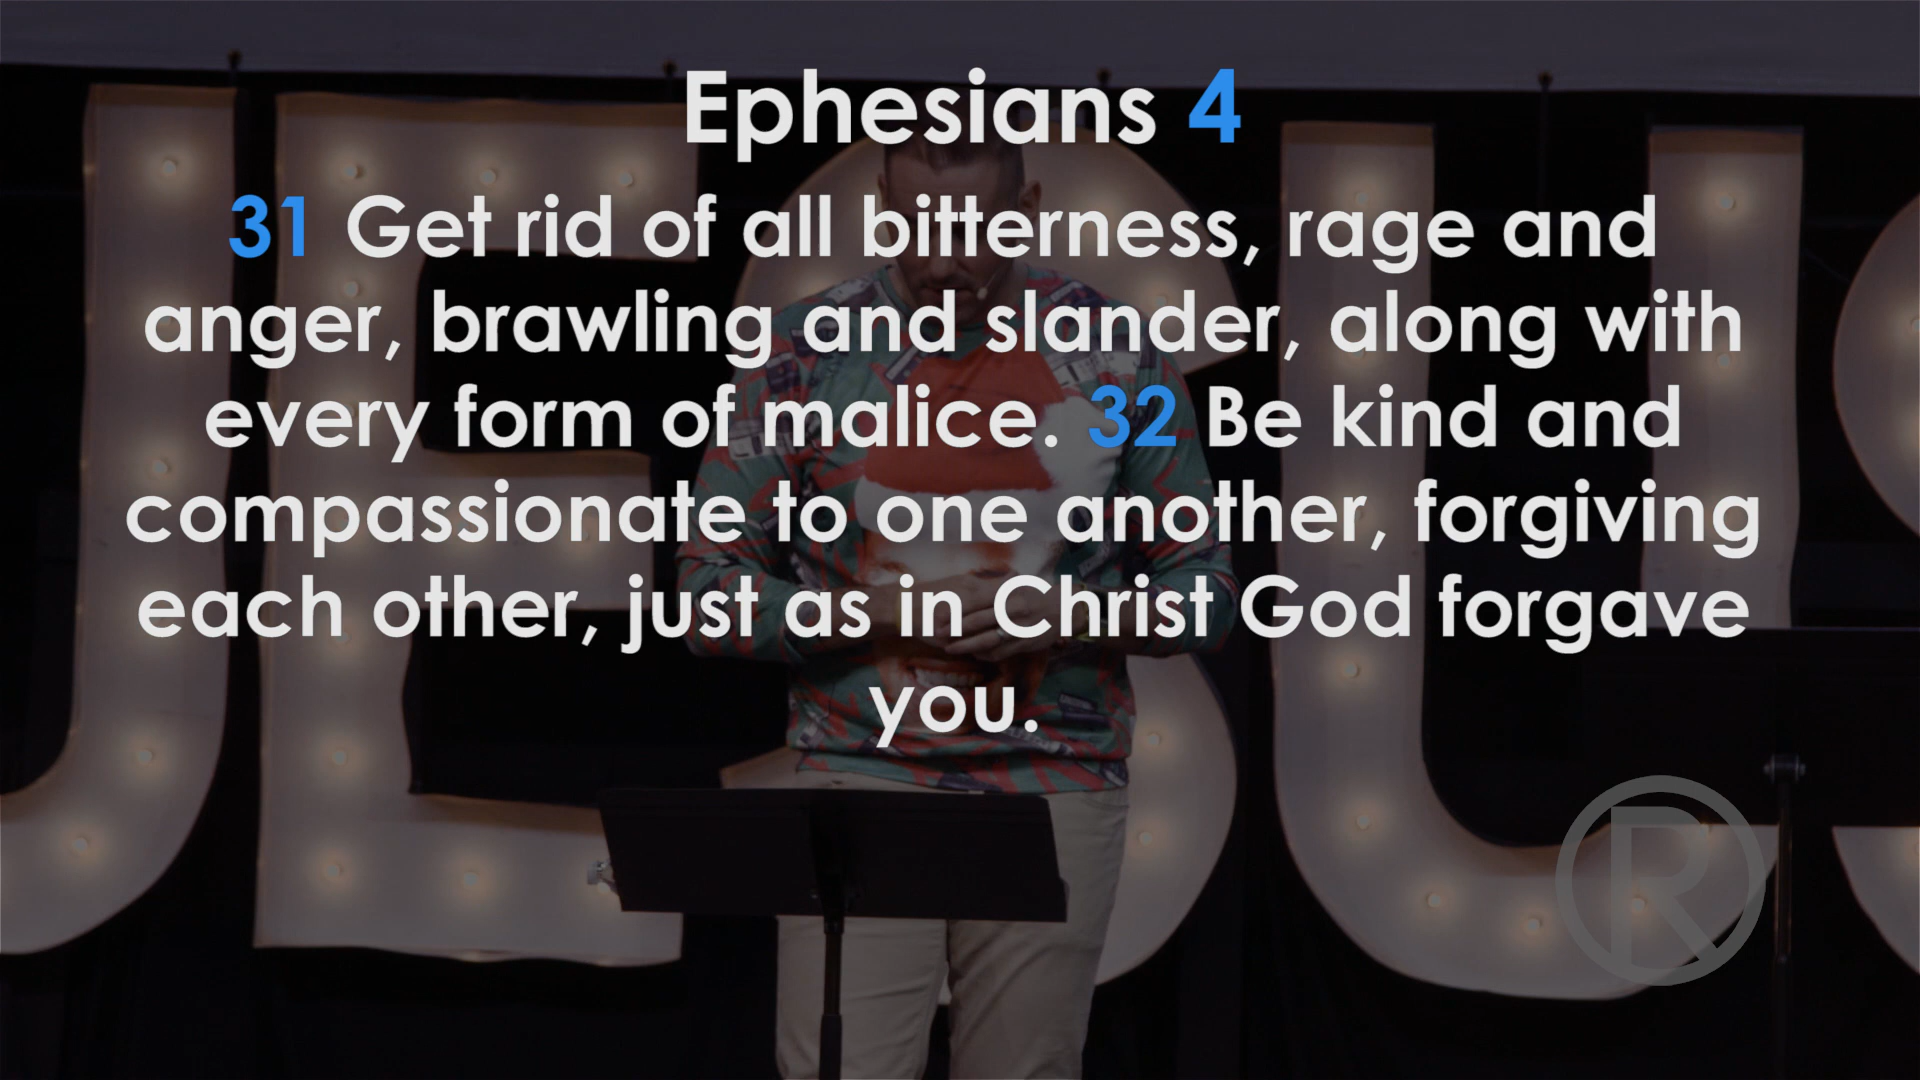 Ephesians 4
31 Get rid of all bitterness, rage and
anger, brawling and slander, along with
every form of malice. 32 Be kind and
compassionate to one another, forgiving
each other, just as in Christ God forgave
you.
JESUS
R